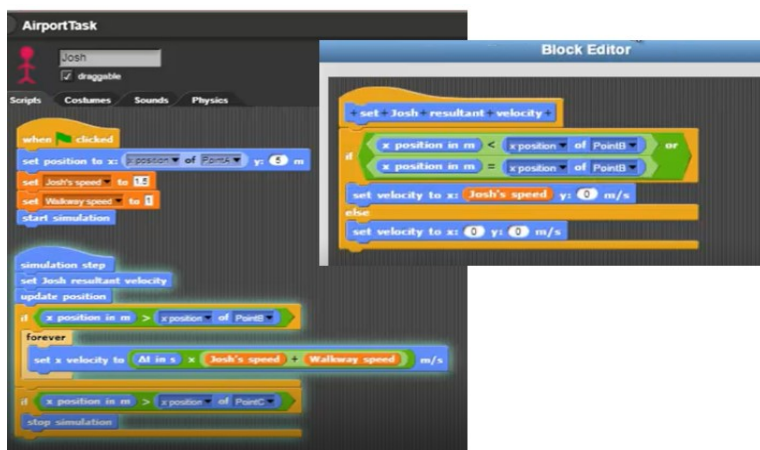 AirportTask
Josh
draggable
Scripts Costumes Sounds Physics
when clicked
set position to x: x position of PointA y: 5 m
set Josh's speed to 1.5
set Walkway speed to 1
start simulation
simulation step
set Josh resultant velocity
update position
if x position in m > x position of PointB
forever
set x velocity to Δt in s × Josh's speed + Walkway speed m/s
if x position in m > x position of PointC
stop simulation
Block Editor
+ set + Josh + resultant + velocity +
if x position in m < x position of PointB or
x position in m = x position of PointB
set velocity to x: Josh's speed y: 0 m/s
else
set velocity to x: 0 y: 0 m/s